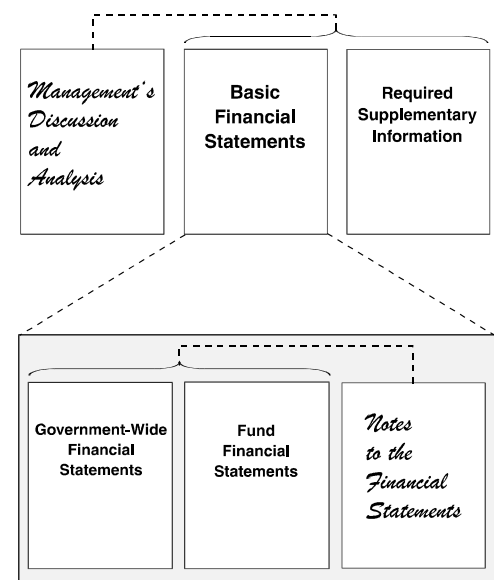 Management's
Discussion
and
Analysis
Basic
Financial
Statements
Required
Supplementary
Information
Government-Wide
Financial
Statements
Fund
Financial
Statements
Notes
to the
Financial
Statements